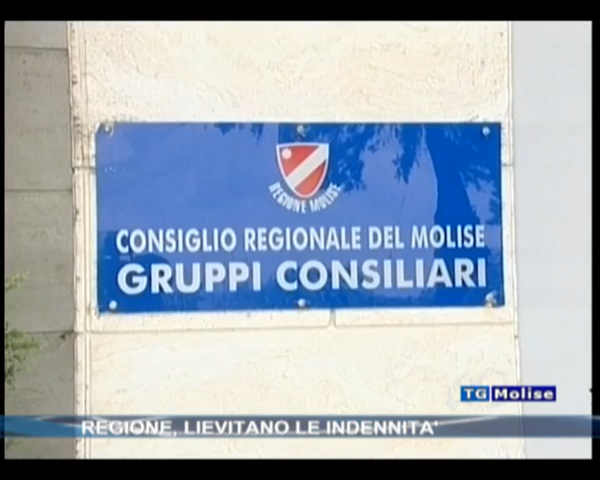 REGIONE MOLISE
CONSIGLIO REGIONALE DEL MOLISE
GRUPPI CONSILIARI
TG Molise
REGIONE, LIEVITANO LE INDENNITA'